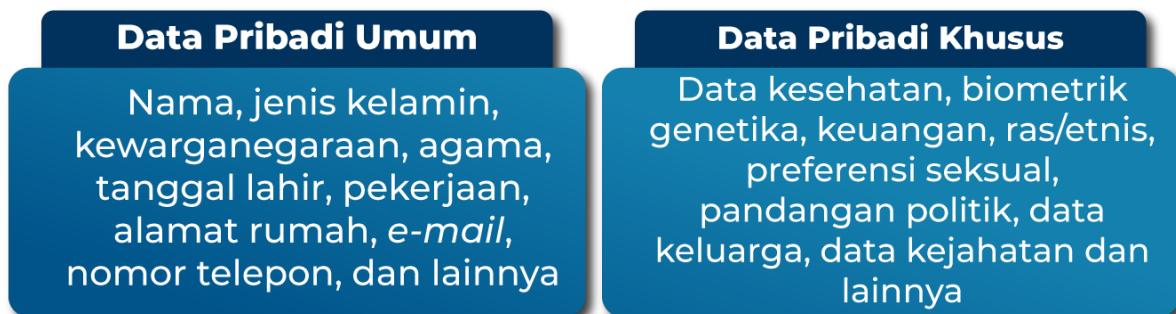 Data Pribadi Umum
Nama, jenis kelamin,
kewarganegaraan, agama,
tanggal lahir, pekerjaan,
alamat rumah, e-mail,
nomor telepon, dan lainnya
Data Pribadi Khusus
Data kesehatan, biometrik
genetika, keuangan, ras/etnis,
preferensi seksual,
pandangan politik, data
keluarga, data kejahatan dan
lainnya